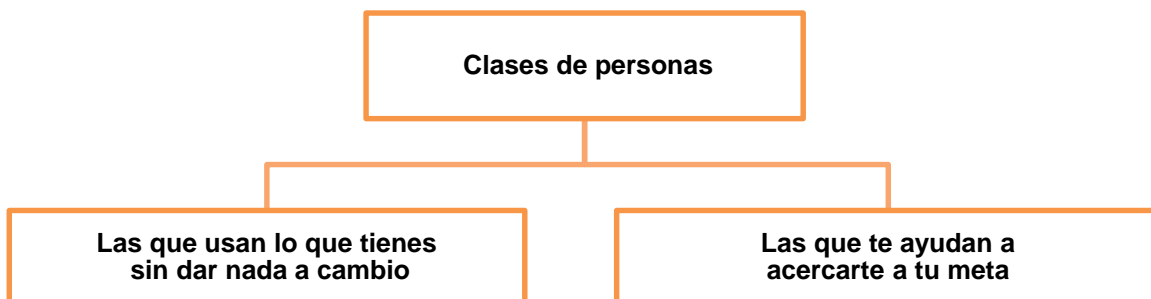 Clases de personas
Las que usan lo que tienes
sin dar nada a cambio
Las que te ayudan a
acercarte a tu meta